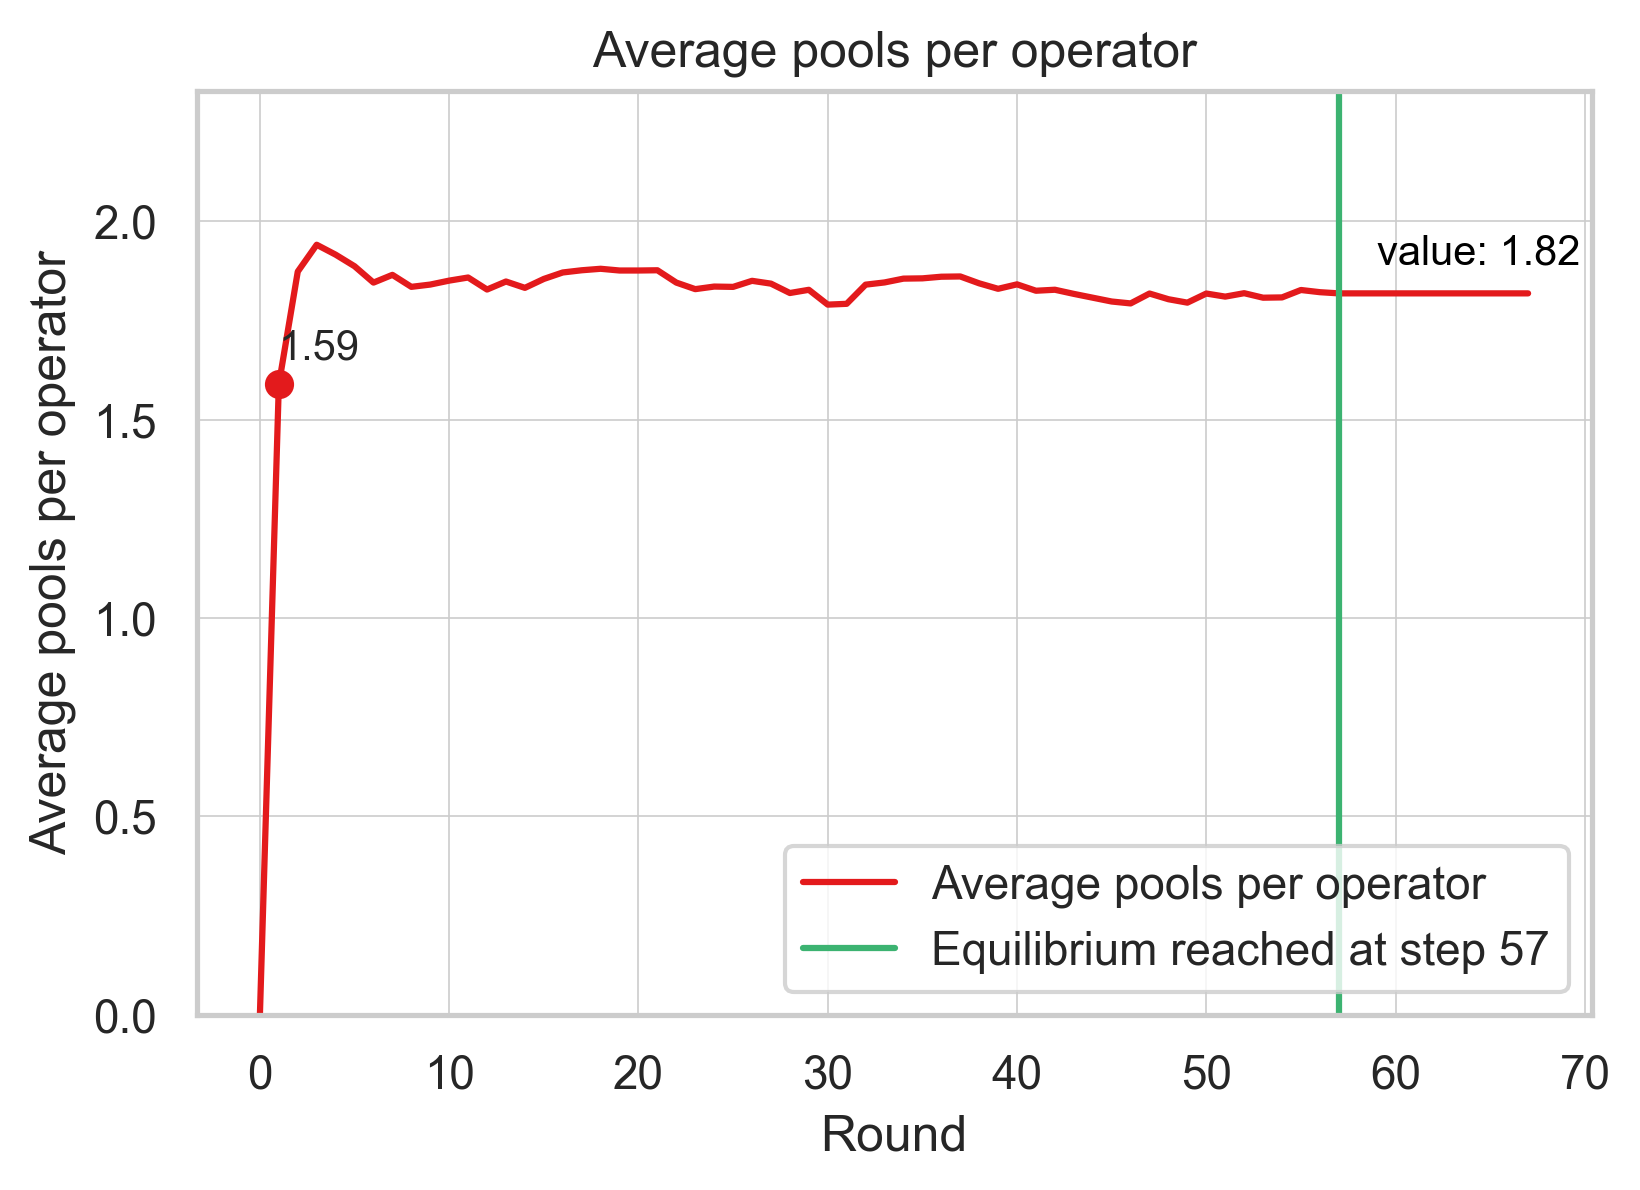 Average pools per operator
Average pools per operator
2.0
1.5
1.0
0.5
0.0
value: 1.82
1.59
Average pools per operator
Equilibrium reached at step 57
0 10 20 30 40 50 60 70
Round